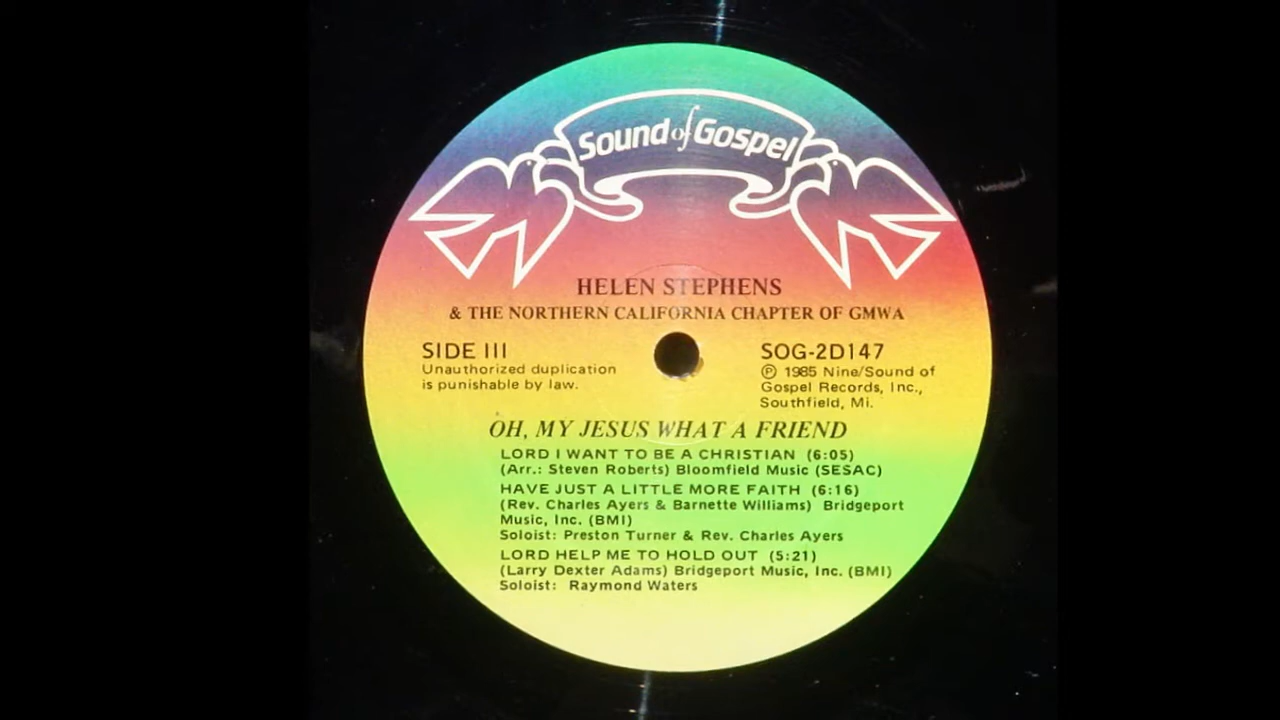 Sound of Gospel
HELEN STEPHENS
& THE NORTHERN CALIFORNIA CHAPTER OF GMWA
SIDE III
Unauthorized duplication
is punishable by law.
SOG-2D147
Ⓟ 1985 Nine/Sound of
Gospel Records, Inc.,
Southfield, Mi.
OH, MY JESUS WHAT A FRIEND
LORD I WANT TO BE A CHRISTIAN (6:05)
(Arr.: Steven Roberts) Bloomfield Music (SESAC)
HAVE JUST A LITTLE MORE FAITH (6:16)
(Rev. Charles Ayers & Barnette Williams) Bridgeport
Music, Inc. (BMI)
Soloist: Preston Turner & Rev. Charles Ayers
LORD HELP ME TO HOLD OUT (5:21)
(Larry Dexter Adams) Bridgeport Music, Inc. (BMI)
Soloist: Raymond Waters